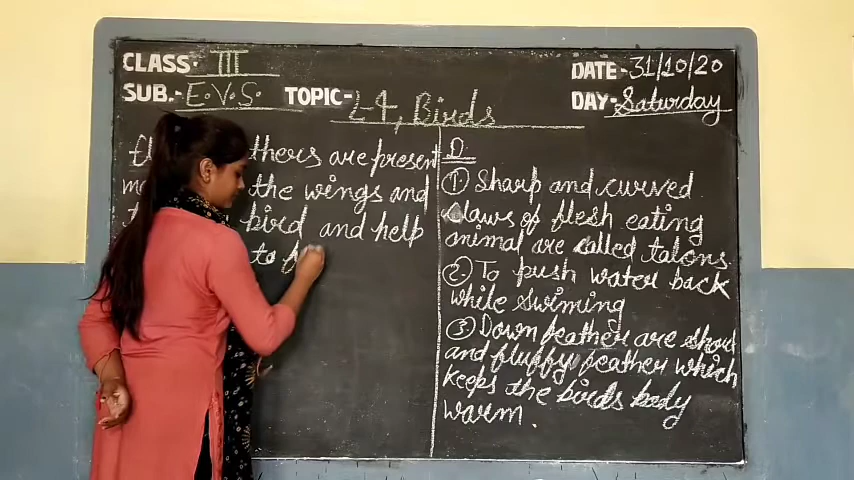 CLASS- III
SUB.- E.V.S.
TOPIC- L-4, Birds
DATE- 31/10/20
DAY- Saturday
thers are present
the wings and
bird and help
to f
D
① Sharp and curved
claws of flesh eating
animal are called talons.
② To push water back
while swiming
③ Down feather are short
and fluffy feather which
keeps the birds body
warm